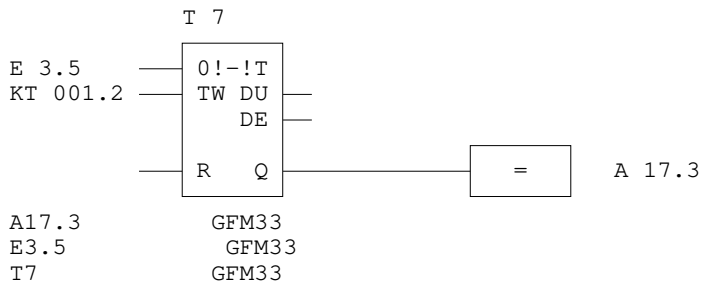 T 7
E 3.5 0!-!T
KT 001.2 TW DU
DE
R Q = A 17.3
A17.3 GFM33
E3.5 GFM33
T7 GFM33